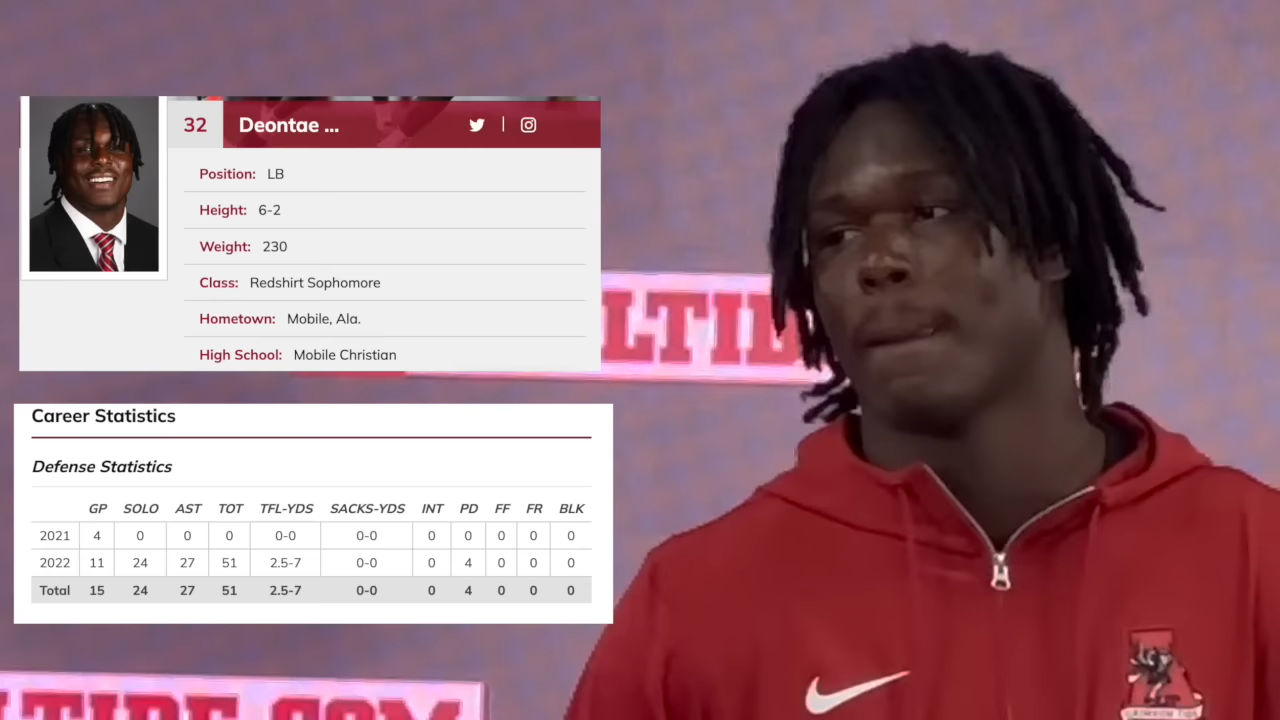 32 Deontae ...
Position: LB
Height: 6-2
Weight: 230
Class: Redshirt Sophomore
Hometown: Mobile, Ala.
High School: Mobile Christian
LTIDE
Career Statistics
Defense Statistics
GP SOLO AST TOT TFL-YDS SACKS-YDS INT PD FF FR BLK
2021 4 0 0 0 0-0 0-0 0 0 0 0 0
2022 11 24 27 51 2.5-7 0-0 0 4 0 0 0
Total 15 24 27 51 2.5-7 0-0 0 4 0 0 0
LTIDE.COM